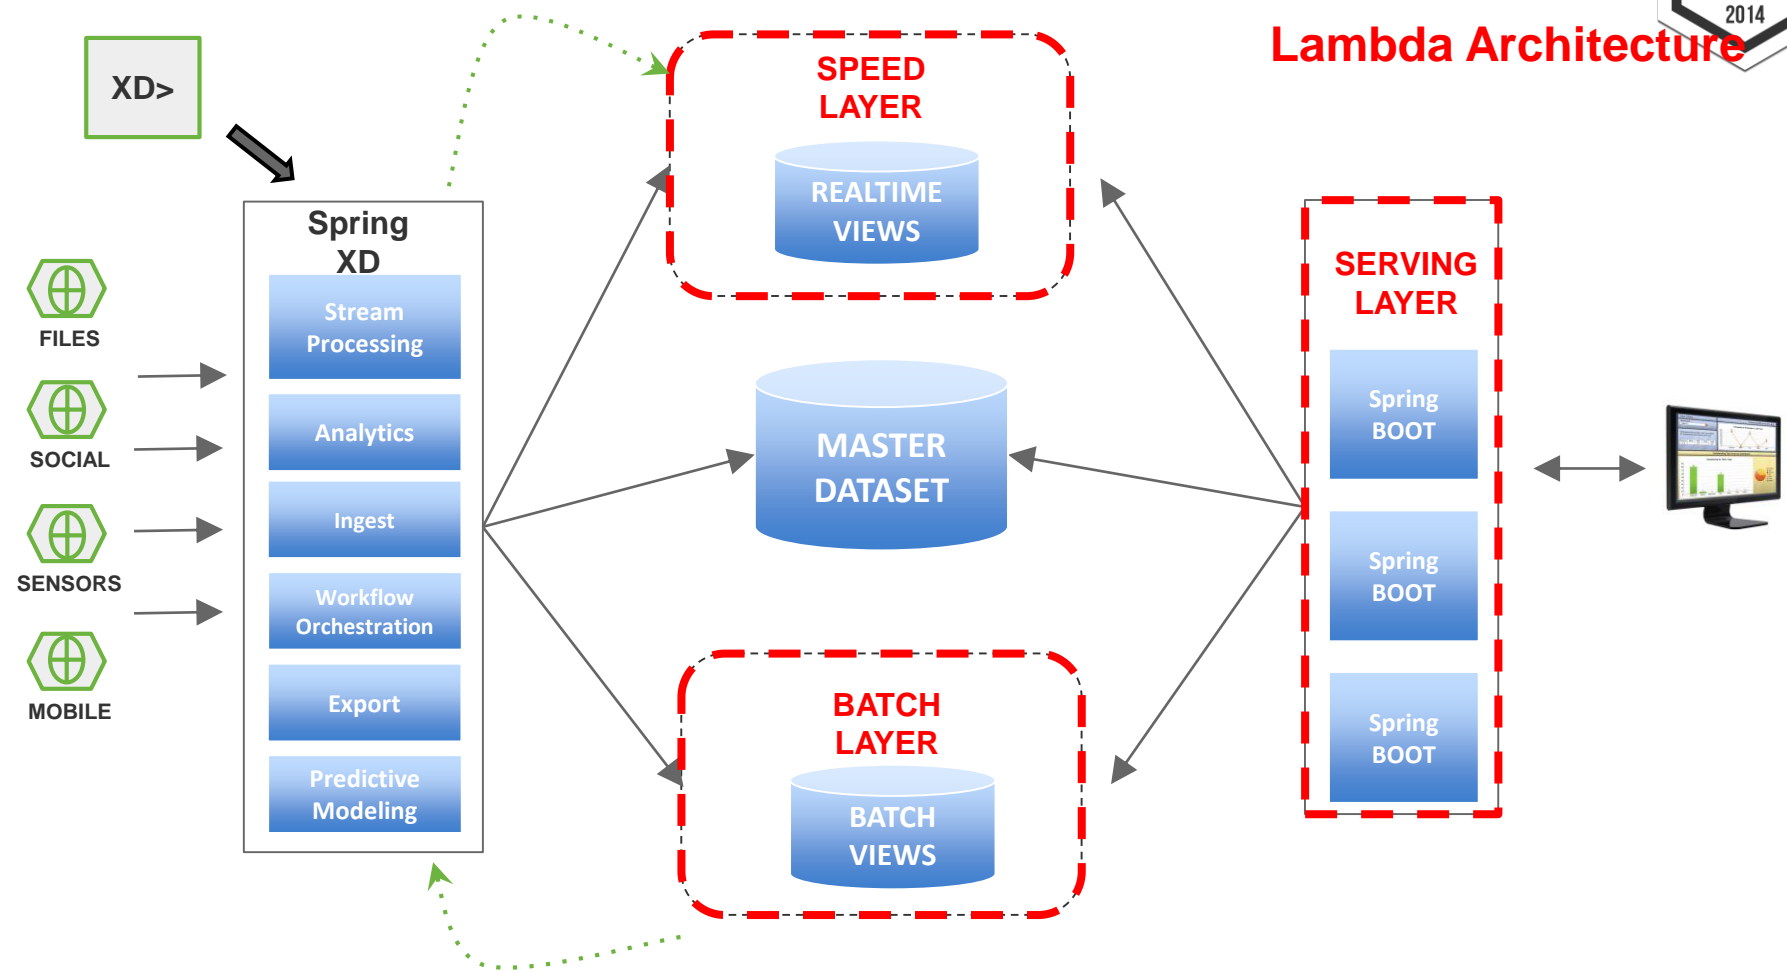 2014
Lambda Architecture
XD>
SPEED
LAYER
REALTIME
VIEWS
Spring
XD
Stream
Processing
Analytics
Ingest
Workflow
Orchestration
Export
Predictive
Modeling
FILES
SOCIAL
SENSORS
MOBILE
MASTER
DATASET
BATCH
LAYER
BATCH
VIEWS
SERVING
LAYER
Spring
BOOT
Spring
BOOT
Spring
BOOT